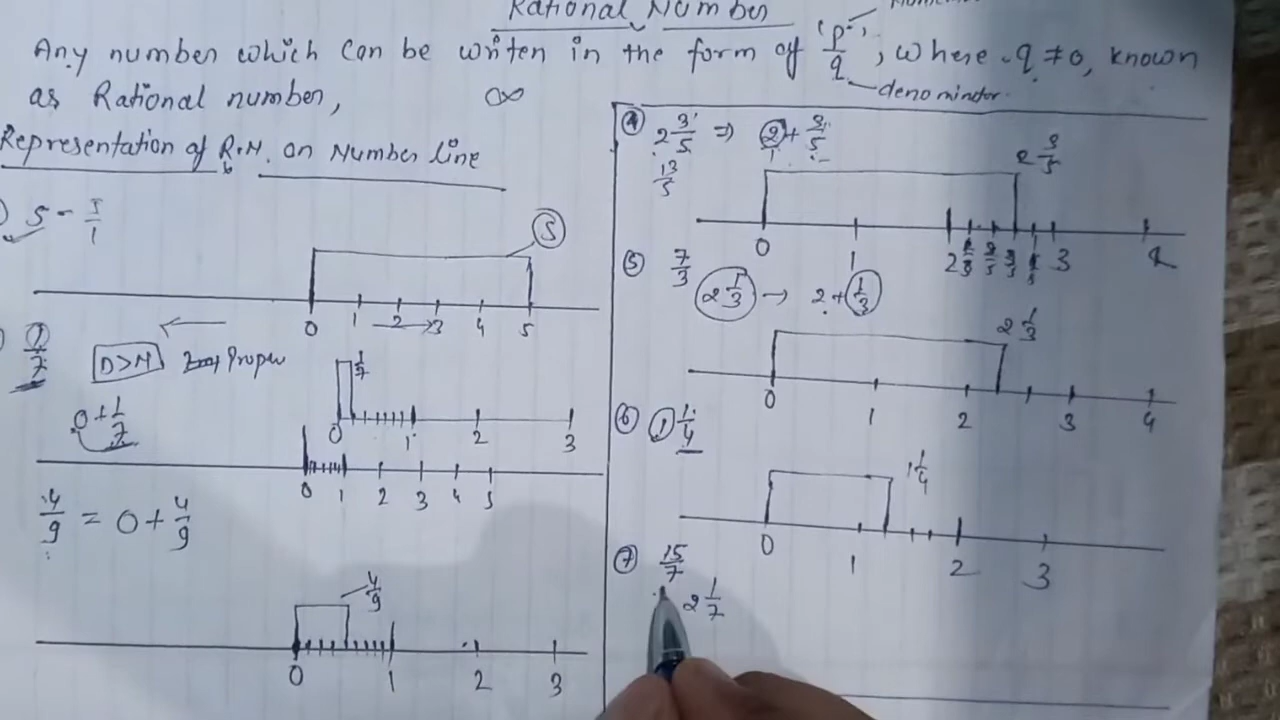 Rational Number
Any number which can be writen in the form of 'p'/q, where q ≠ 0, known
denomindor.
as Rational number, ∞
Representation of R.N. on Number line
5 - 5/1
5
0 1 2 3 4 5
1/7 D>N Proper
0+1/7
1/7
0 1 2 3
0 1 2 3 4 5
4/9 = 0 + 4/9
4/9
0 1 2 3
④ 2 3/5 ⇒ 2 + 3/5
13/5
2 3/5
0 1 2 3 4
⑤ 7/3 2 1/3 → 2 + 1/3
2 1/3
0 1 2 3 4
⑥ 1 1/4
1 1/4
0 1 2 3
⑦ 15/7
2 1/7